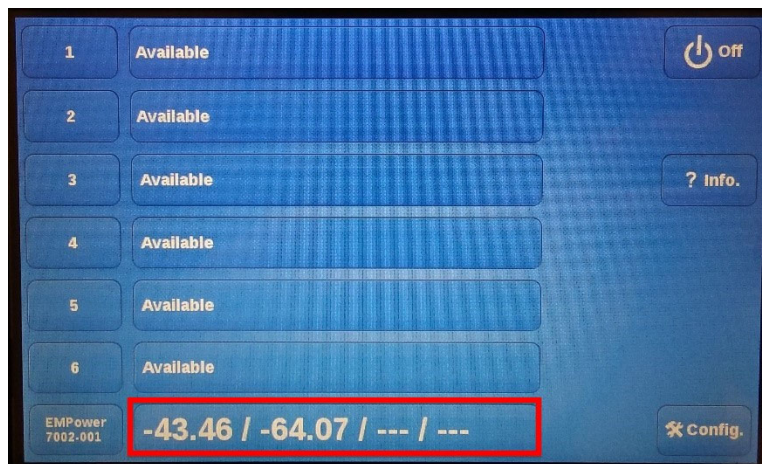 1 Available Off
2 Available
3 Available ? Info.
4 Available
5 Available
6 Available
EMPower
7002-001
-43.46 / -64.07 / --- / ---
Config.